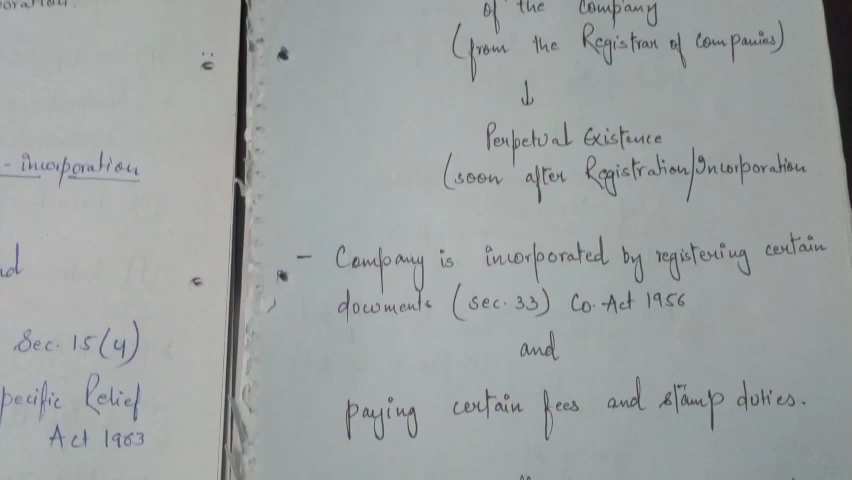 - incorporation
Sec. 15(4)
Relief
Act 1963
of the Company
(from the Registrar of Companies)
↓
Perpetual Existence
(soon after Registration/Incorporation
- Company is incorporated by registering certain
documents (Sec. 33) Co. Act 1956
and
paying certain fees and stamp duties.